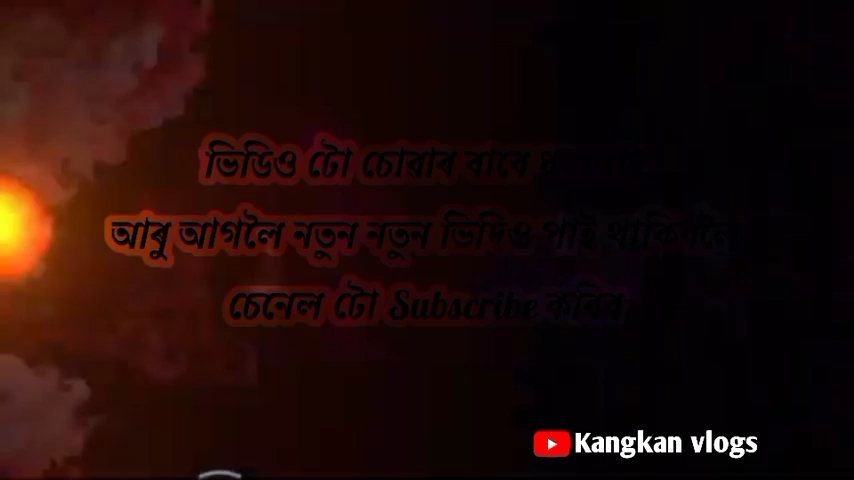 ভিডিও টো চোৱাৰ বাবে
আৰু আগলৈ নতুন নতুন ভিদিও পাই থাকিবলৈ
চেনেল টো Subscribe কৰিব
Kangkan vlogs